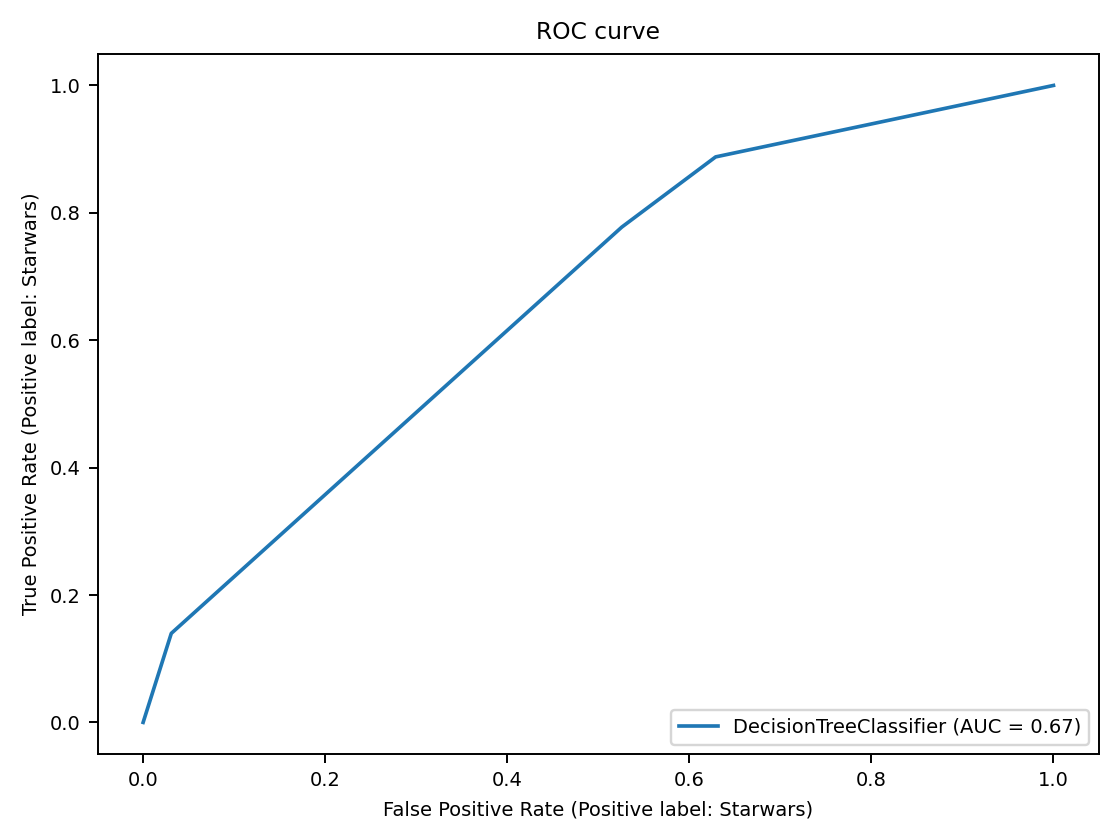 ROC curve
True Positive Rate (Positive label: Starwars)
1.0
0.8
0.6
0.4
0.2
0.0
DecisionTreeClassifier (AUC = 0.67)
0.0 0.2 0.4 0.6 0.8 1.0
False Positive Rate (Positive label: Starwars)